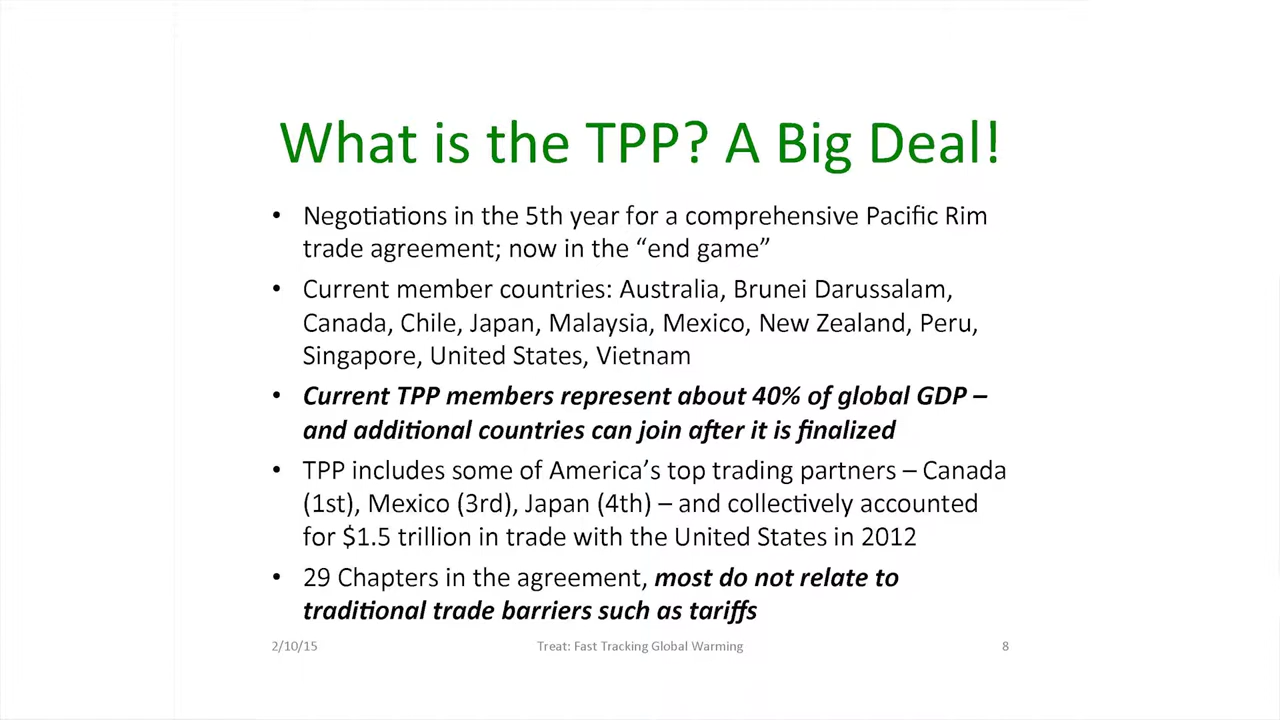 What is the TPP? A Big Deal!
• Negotiations in the 5th year for a comprehensive Pacific Rim
trade agreement; now in the “end game”
• Current member countries: Australia, Brunei Darussalam,
Canada, Chile, Japan, Malaysia, Mexico, New Zealand, Peru,
Singapore, United States, Vietnam
• Current TPP members represent about 40% of global GDP –
and additional countries can join after it is finalized
• TPP includes some of America’s top trading partners – Canada
(1st), Mexico (3rd), Japan (4th) – and collectively accounted
for $1.5 trillion in trade with the United States in 2012
• 29 Chapters in the agreement, most do not relate to
traditional trade barriers such as tariffs
2/10/15 Treat: Fast Tracking Global Warming 8